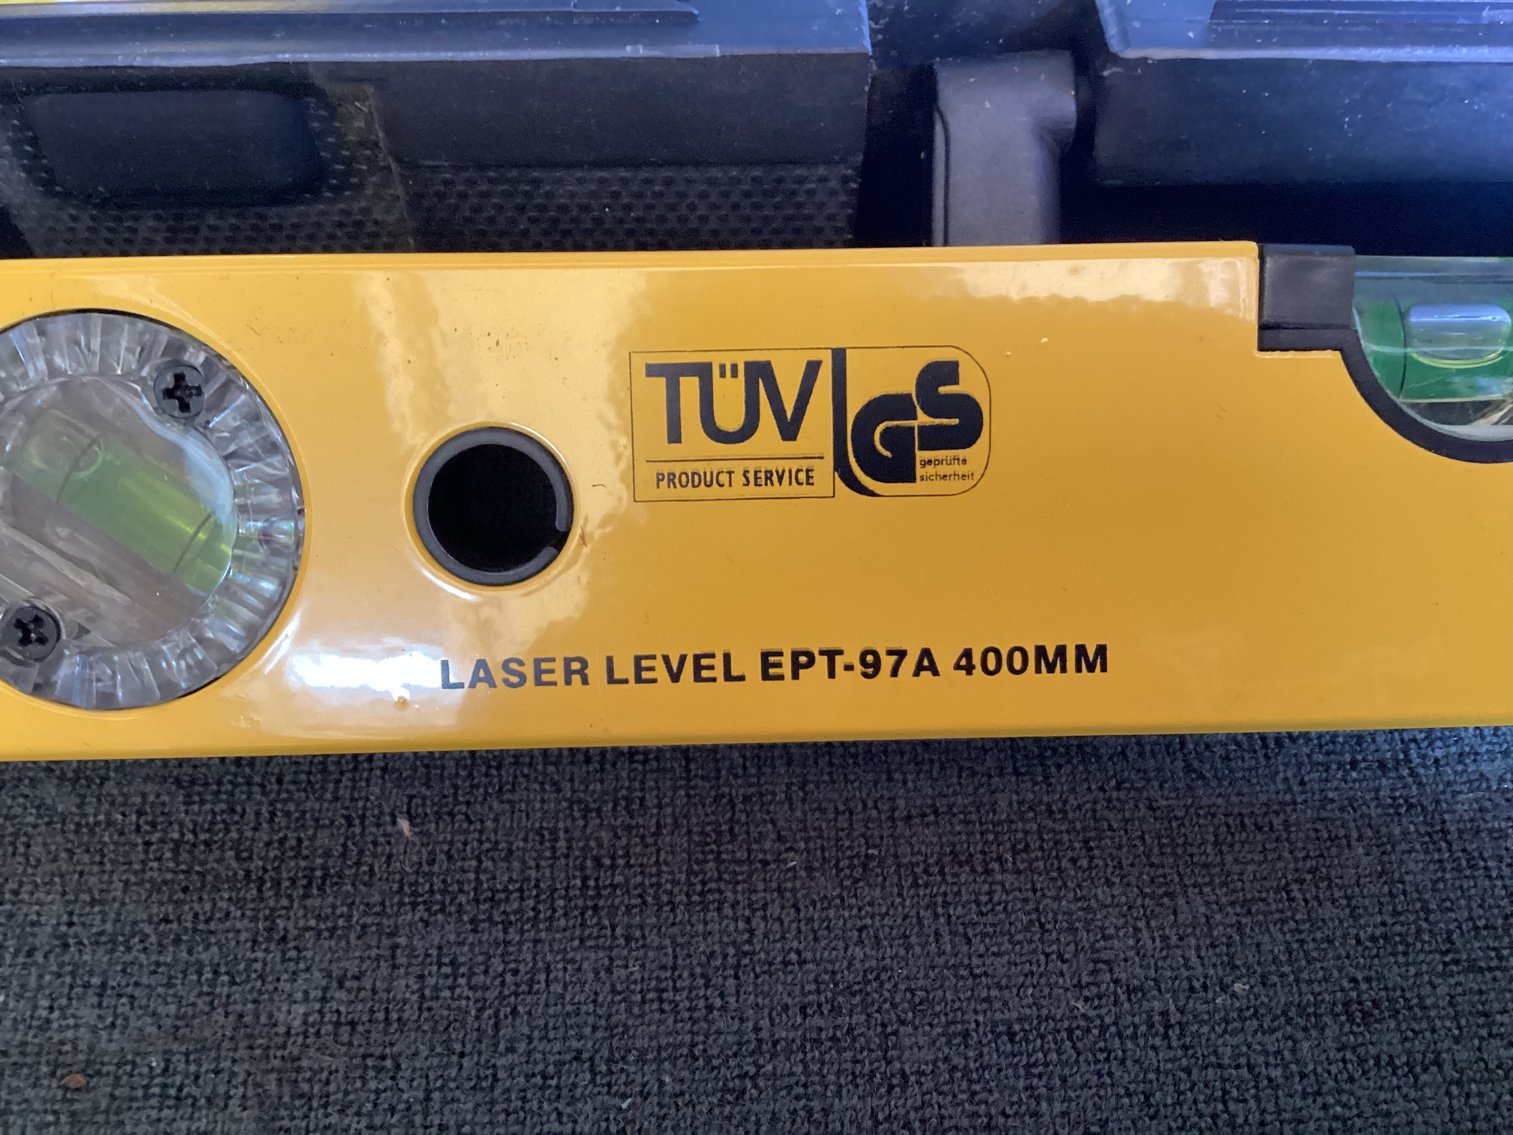 TÜV
PRODUCT SERVICE
GS
geprüfte
sicherheit
LASER LEVEL EPT-97A 400MM